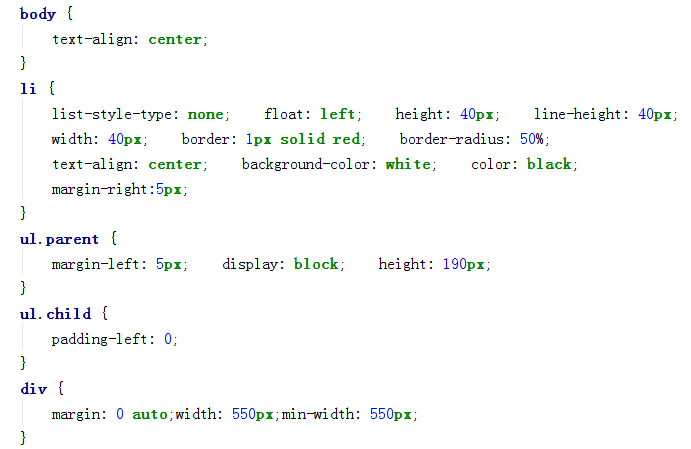 body {
text-align: center;
}
li {
list-style-type: none; float: left; height: 40px; line-height: 40px;
width: 40px; border: 1px solid red; border-radius: 50%;
text-align: center; background-color: white; color: black;
margin-right:5px;
}
ul.parent {
margin-left: 5px; display: block; height: 190px;
}
ul.child {
padding-left: 0;
}
div {
margin: 0 auto;width: 550px;min-width: 550px;
}